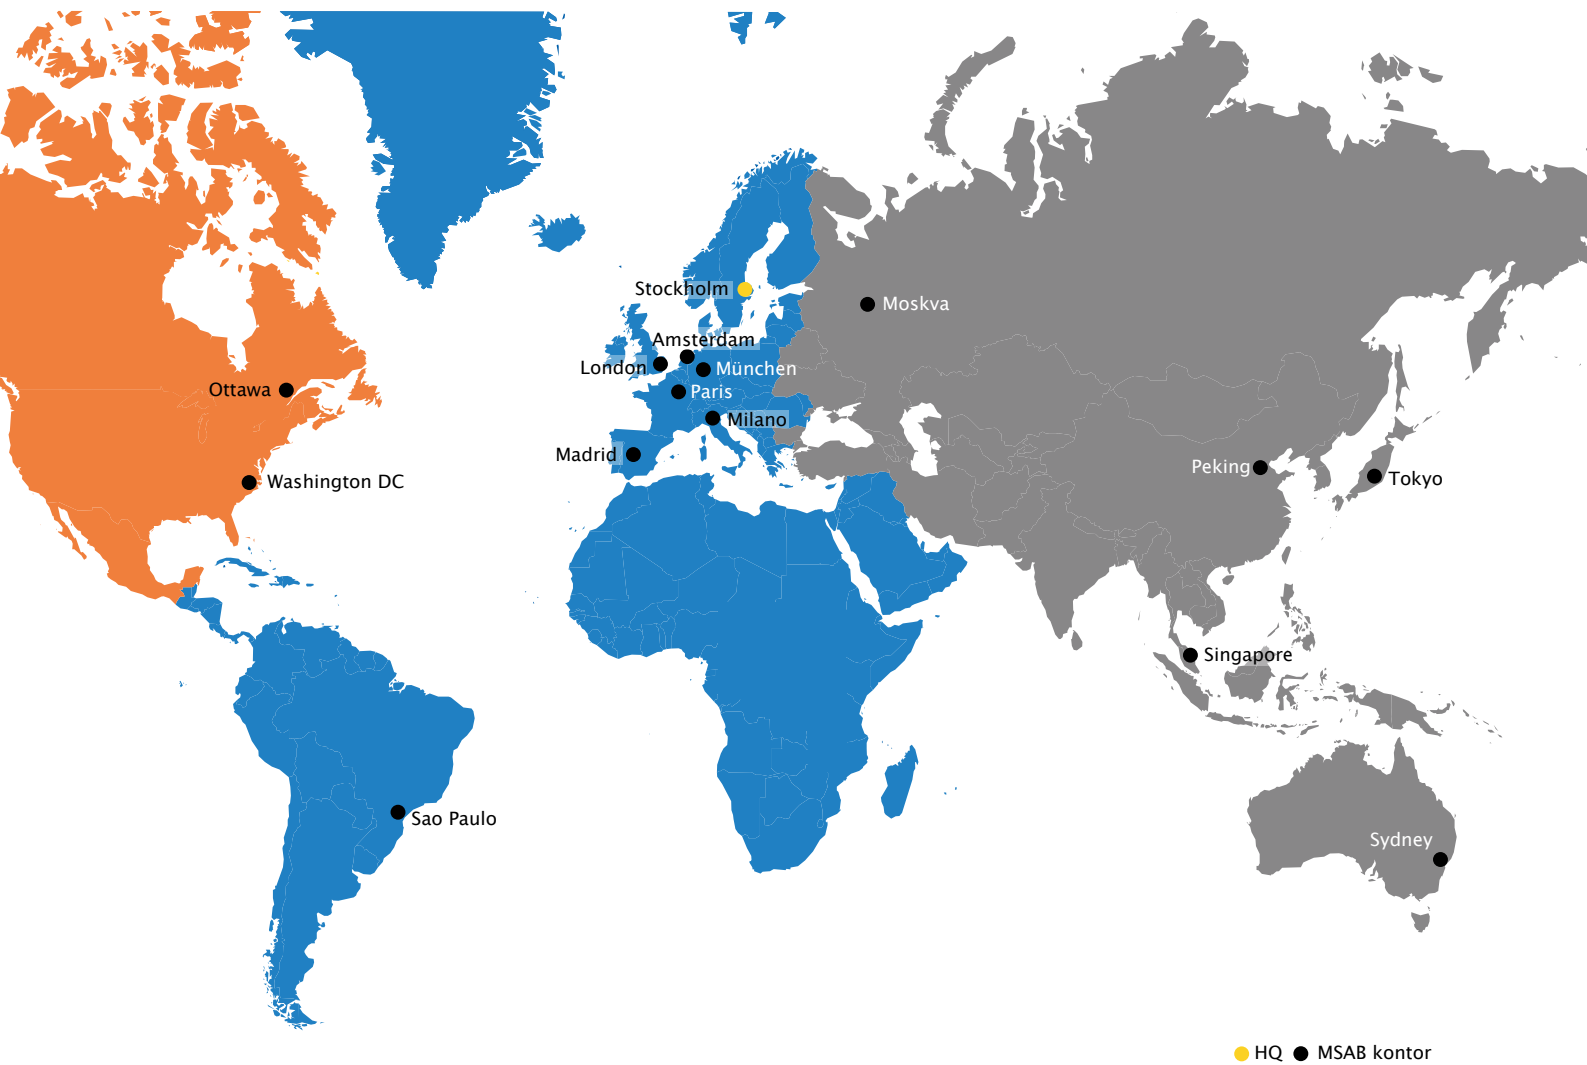 Stockholm
Moskva
Amsterdam
London
München
Ottawa
Paris
Milano
Madrid
Peking
Washington DC
Tokyo
Singapore
Sao Paulo
Sydney
HQ MSAB kontor